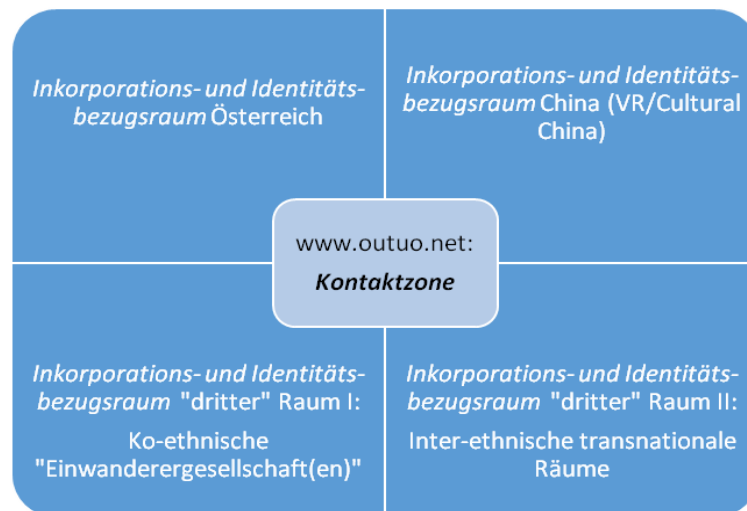 Inkorporations- und Identitäts-
bezugsraum Österreich
Inkorporations- und Identitäts-
bezugsraum China (VR/Cultural
China)
www.outuo.net:
Kontaktzone
Inkorporations- und Identitäts-
bezugsraum "dritter" Raum I:
Ko-ethnische
"Einwanderergesellschaft(en)"
Inkorporations- und Identitäts-
bezugsraum "dritter" Raum II:
Inter-ethnische transnationale
Räume